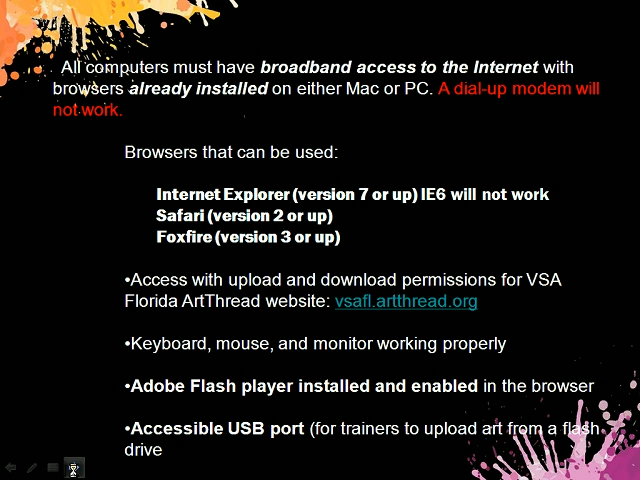 All computers must have broadband access to the Internet with
browsers already installed on either Mac or PC. A dial-up modem will
not work.
Browsers that can be used:
Internet Explorer (version 7 or up) IE6 will not work
Safari (version 2 or up)
Foxfire (version 3 or up)
•Access with upload and download permissions for VSA
Florida ArtThread website: vsafl.artthread.org
•Keyboard, mouse, and monitor working properly
•Adobe Flash player installed and enabled in the browser
•Accessible USB port (for trainers to upload art from a flash
drive